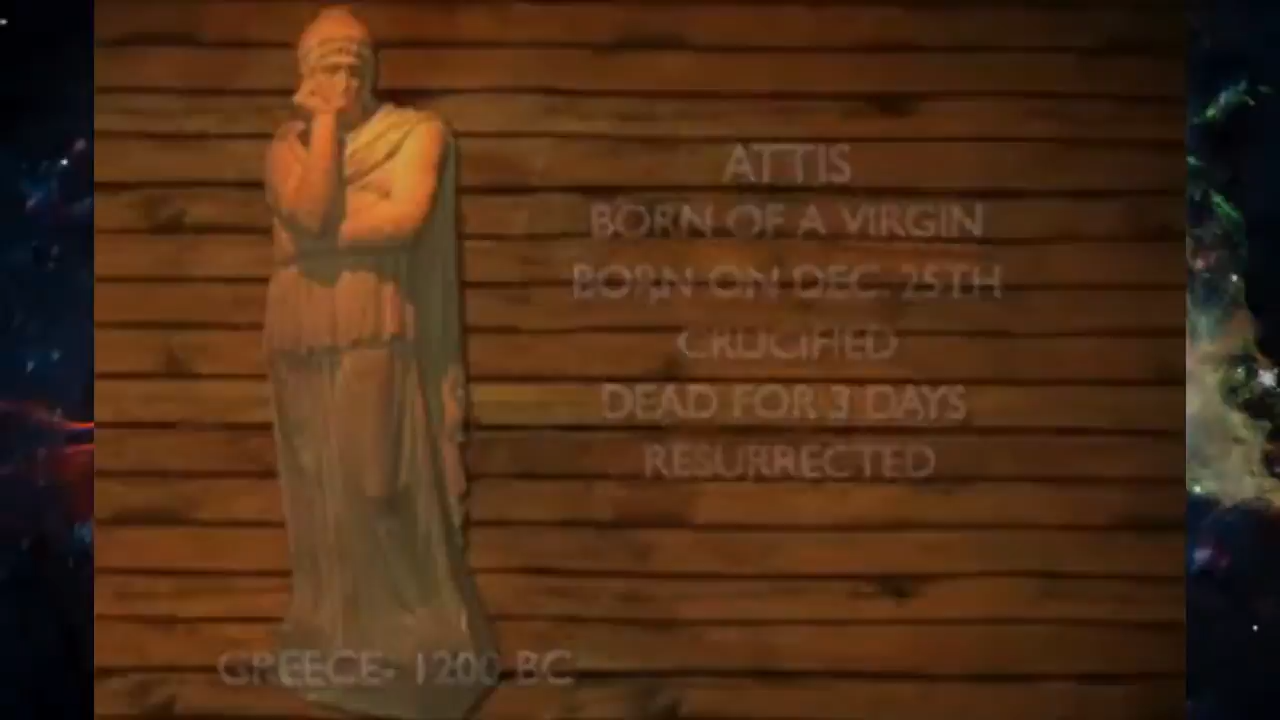 ATTIS
BORN OF A VIRGIN
BORN ON DEC. 25TH
CRUCIFIED
DEAD FOR 3 DAYS
RESURRECTED
GREECE- 1200 BC